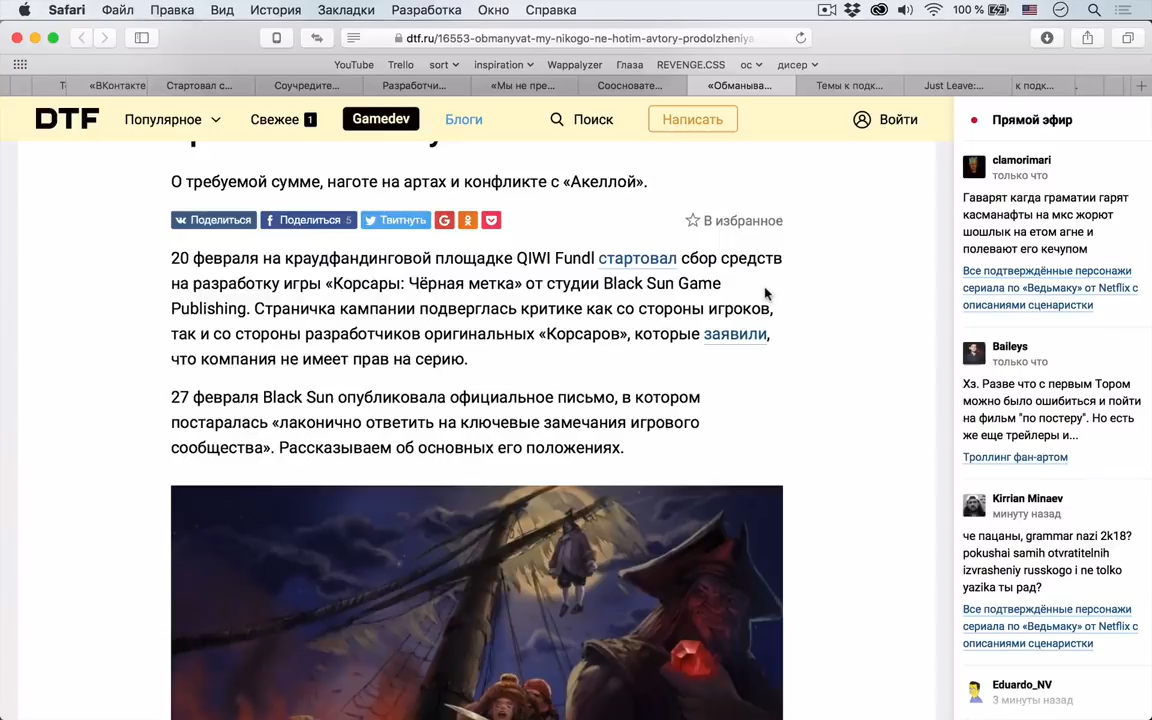 Safari Файл Правка Вид История Закладки Разработка Окно Справка 100 %
dtf.ru/16553-obmanyvat-my-nikogo-ne-hotim-avtory-prodolzheniya
YouTube Trello sort inspiration Wappalyzer Глаза REVENGE.CSS ос дисер
«ВКонтакте Стартовал с... Соучредите... Разработчи... «Мы не пре... Сооснователе... «Обманыва... Темы к подк... Just Leave:... к подк...
DTF Популярное Свежее 1 Gamedev Блоги Поиск Написать Войти
О требуемой сумме, наготе на артах и конфликте с «Акеллой».
Поделиться Поделиться 5 Твитнуть В избранное
20 февраля на краудфандинговой площадке QIWI Fundl стартовал сбор средств
на разработку игры «Корсары: Чёрная метка» от студии Black Sun Game
Publishing. Страничка кампании подверглась критике как со стороны игроков,
так и со стороны разработчиков оригинальных «Корсаров», которые заявили,
что компания не имеет прав на серию.
27 февраля Black Sun опубликовала официальное письмо, в котором
постаралась «лаконично ответить на ключевые замечания игрового
сообщества». Рассказываем об основных его положениях.
Прямой эфир
clamorimari
только что
Гаварят кагда граматии гарят
касманафты на мкс жорют
шошлык на етом агне и
полевают его кечупом
Все подтверждённые персонажи
сериала по «Ведьмаку» от Netflix с
описаниями сценаристки
Baileys
только что
Хз. Разве что с первым Тором
можно было ошибиться и пойти
на фильм "по постеру". Но есть
же еще трейлеры и...
Троллинг фан-артом
Kirrian Minaev
минуту назад
че пацаны, grammar nazi 2k18?
pokushai samih otvratitelnih
izvrasheniy russkogo i ne tolko
yazika ты рад?
Все подтверждённые персонажи
сериала по «Ведьмаку» от Netflix с
описаниями сценаристки
Eduardo_NV
3 минуты назад